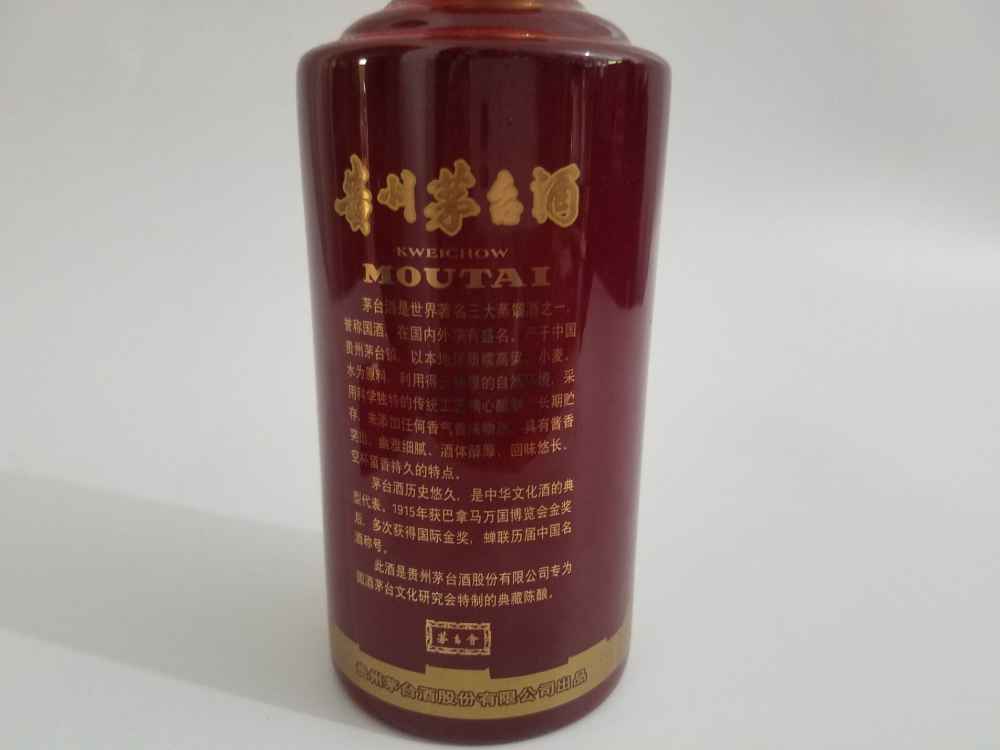 贵州茅台酒
KWEICHOW
MOUTAI
茅台酒是世界著名三大蒸馏酒之一,
誉称国酒。在国内外享有盛名。产于中国
贵州茅台镇, 以本地优质糯高粱、小麦、
水为原料, 利用得天独厚的自然环境, 采
用科学独特的传统工艺精心酿制, 长期贮
存, 未添加任何香气香味物质。具有酱香
突出、幽雅细腻、酒体醇厚、回味悠长、
空杯留香持久的特点。
茅台酒历史悠久, 是中华文化酒的典
型代表。1915年获巴拿马万国博览会金奖
后, 多次获得国际金奖, 蝉联历届中国名
酒称号。
此酒是贵州茅台酒股份有限公司专为
国酒茅台文化研究会特制的典藏陈酿。
茅台會
贵州茅台酒股份有限公司出品